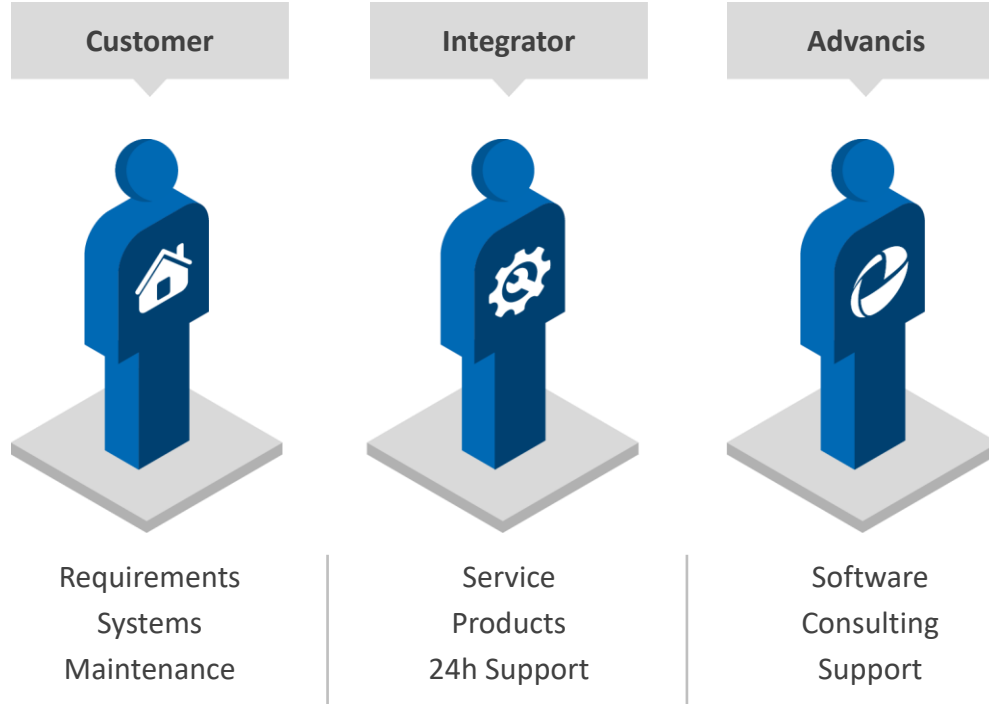 Customer
Integrator
Advancis
Requirements
Systems
Maintenance
Service
Products
24h Support
Software
Consulting
Support